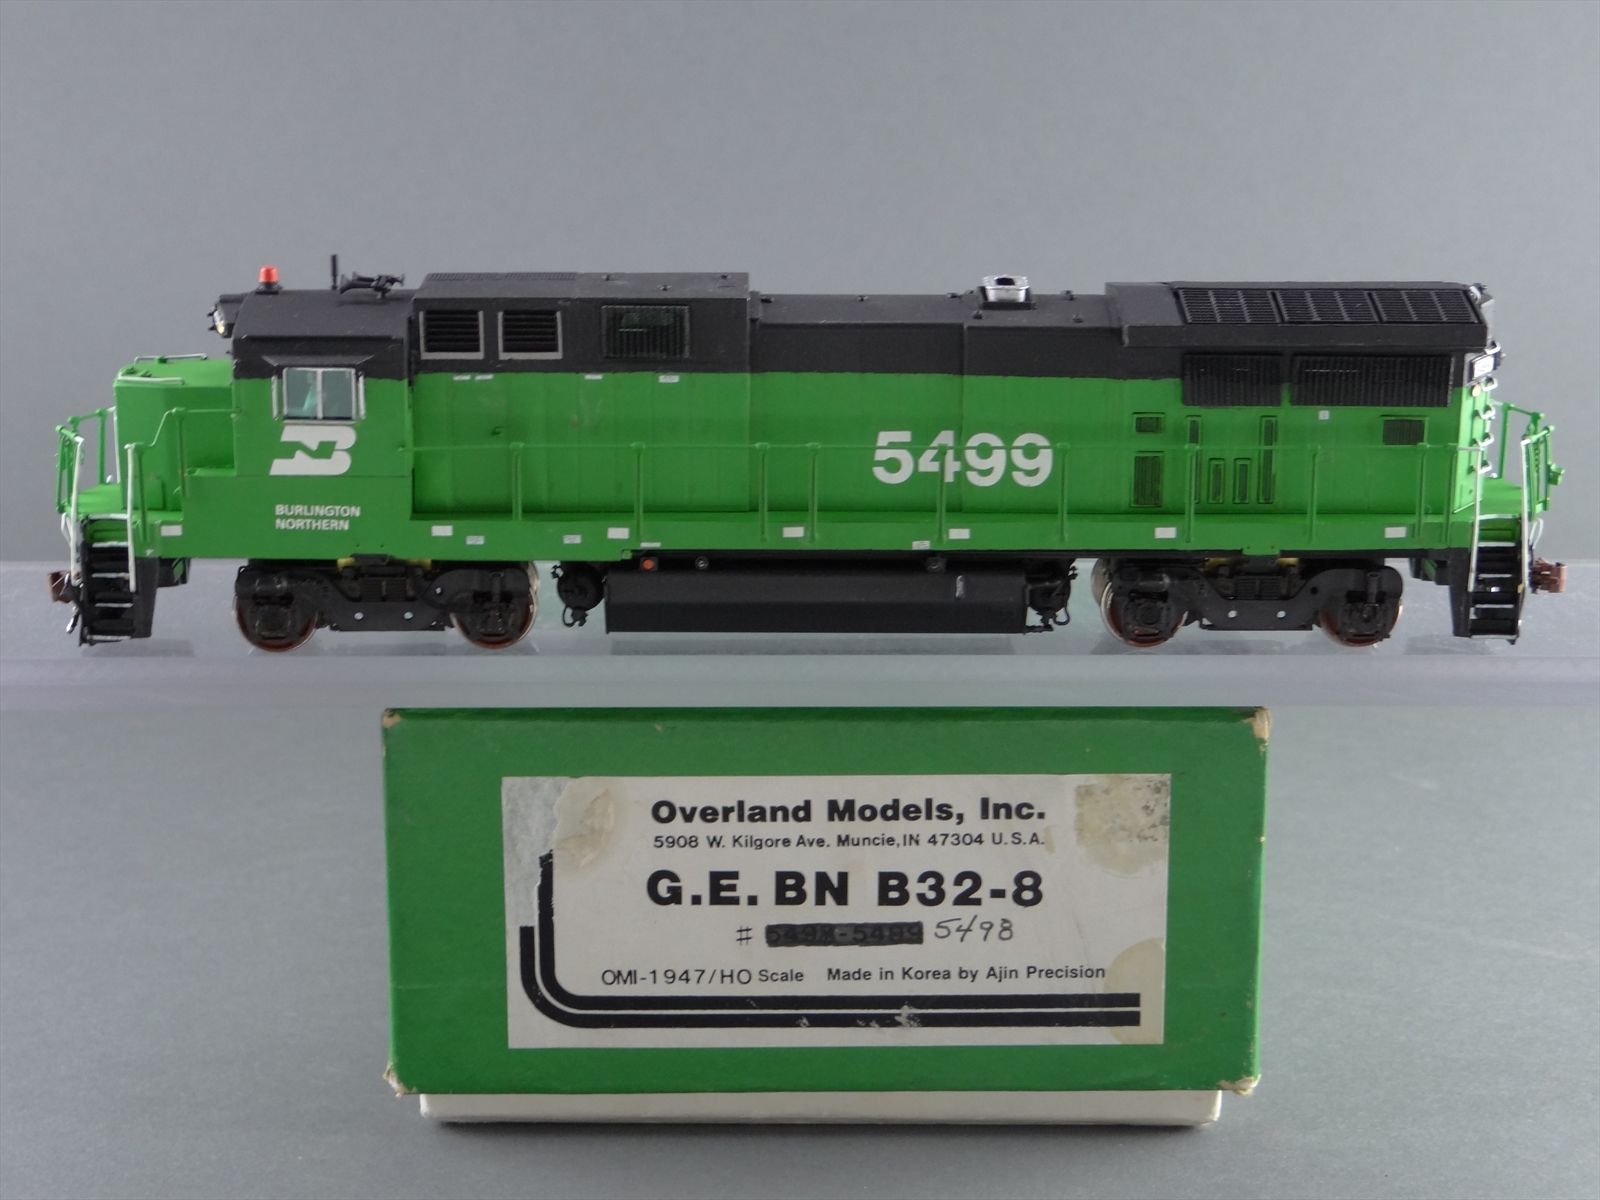 BURLINGTON
NORTHERN
5499
Overland Models, Inc.
5908 W. Kilgore Ave. Muncie, IN 47304 U.S.A.
G.E. BN B32-8
# 5498
OMI-1947/HO Scale Made in Korea by Ajin Precision